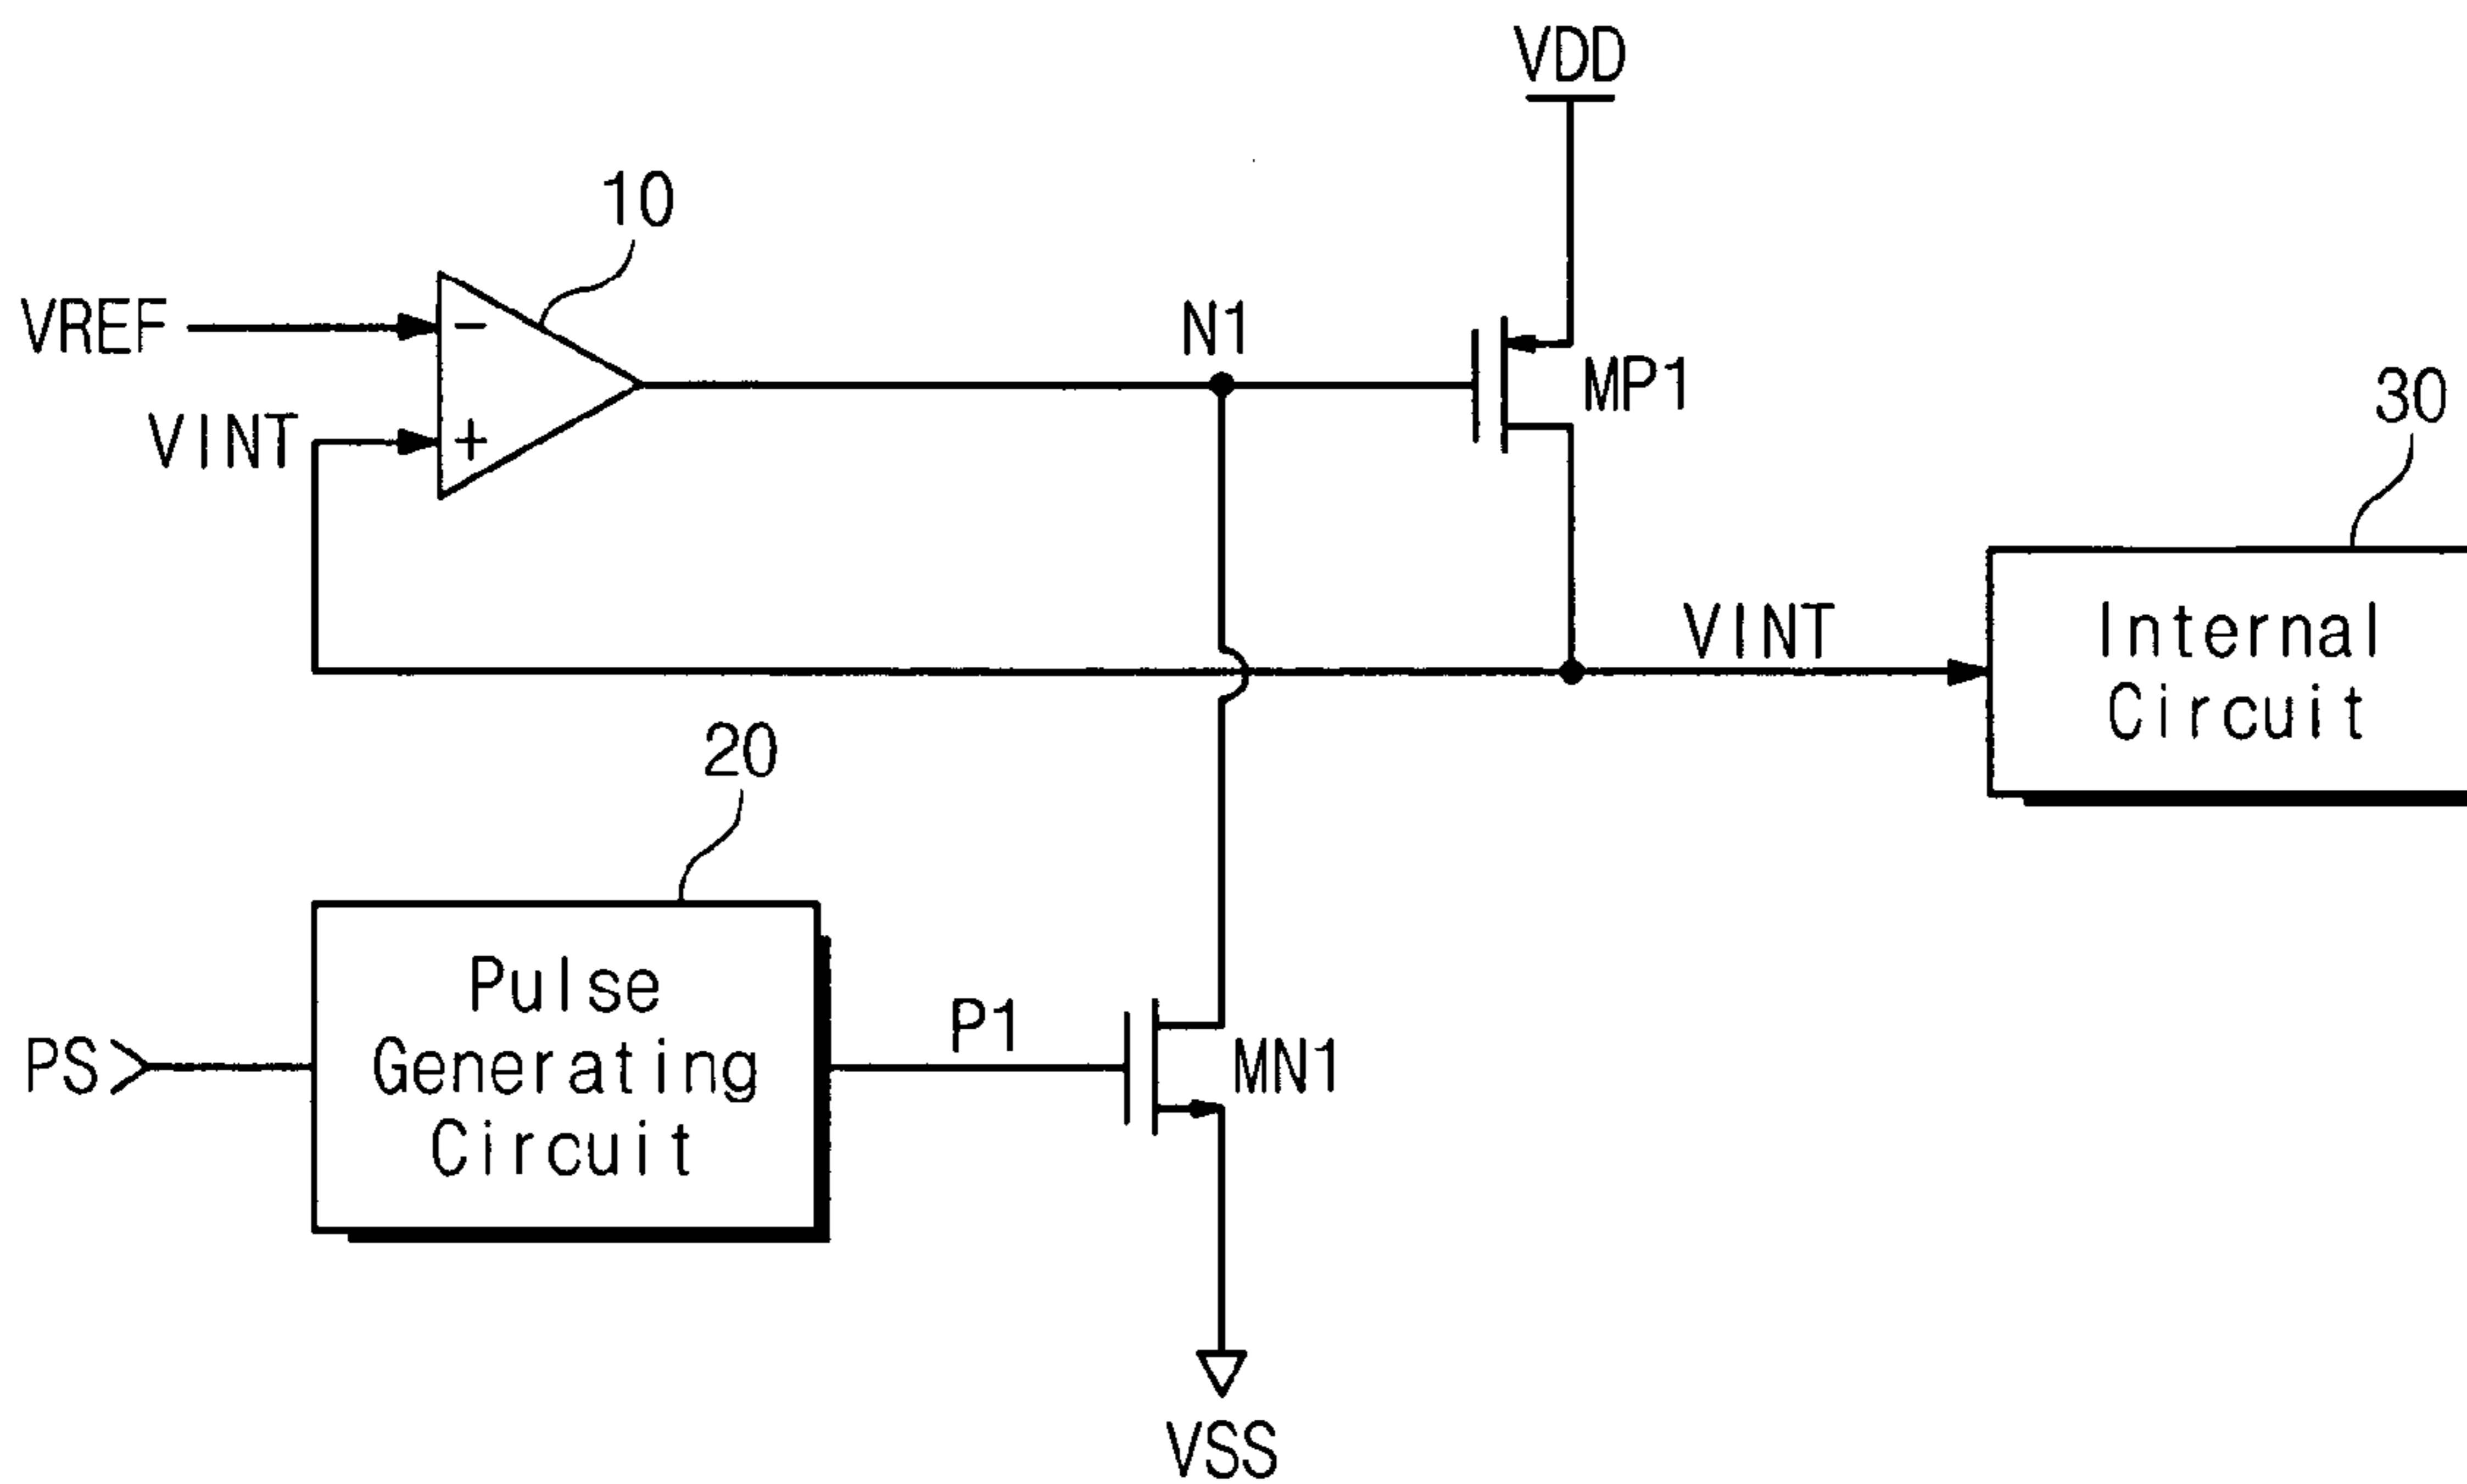 VDD
10
VREF
−
N1
MP1
30
VINT
+
VINT
Internal
Circuit
20
Pulse
Generating
Circuit
PS
P1
MN1
VSS